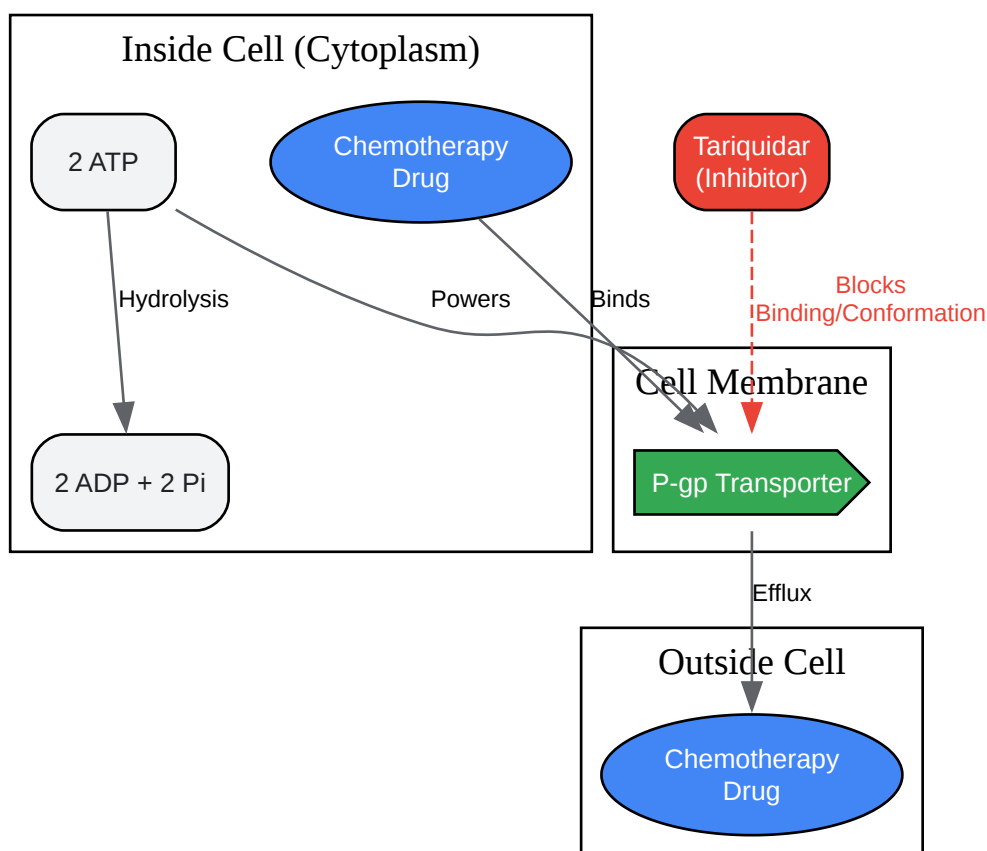 Inside Cell (Cytoplasm)
2 ATP
Chemotherapy
Drug
Tariquidar
(Inhibitor)
Hydrolysis
Powers
Binds
Blocks
Binding/Conformation
Cell Membrane
2 ADP + 2 Pi
P-gp Transporter
Efflux
Outside Cell
Chemotherapy
Drug